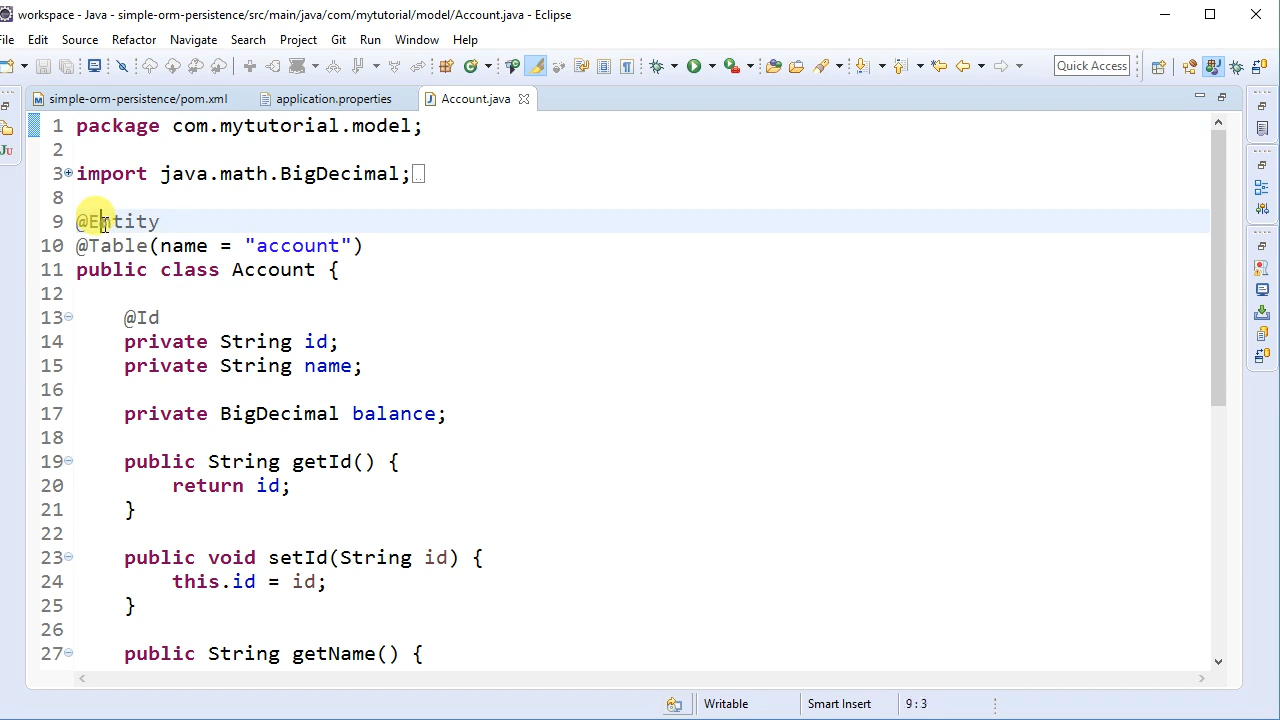 workspace - Java - simple-orm-persistence/src/main/java/com/mytutorial/model/Account.java - Eclipse
File Edit Source Refactor Navigate Search Project Git Run Window Help
Quick Access
simple-orm-persistence/pom.xml application.properties Account.java
1 package com.mytutorial.model;
2
3 import java.math.BigDecimal;
8
9 @Entity
10 @Table(name = "account")
11 public class Account {
12
13 @Id
14 private String id;
15 private String name;
16
17 private BigDecimal balance;
18
19 public String getId() {
20 return id;
21 }
22
23 public void setId(String id) {
24 this.id = id;
25 }
26
27 public String getName() {
Writable Smart Insert 9:3